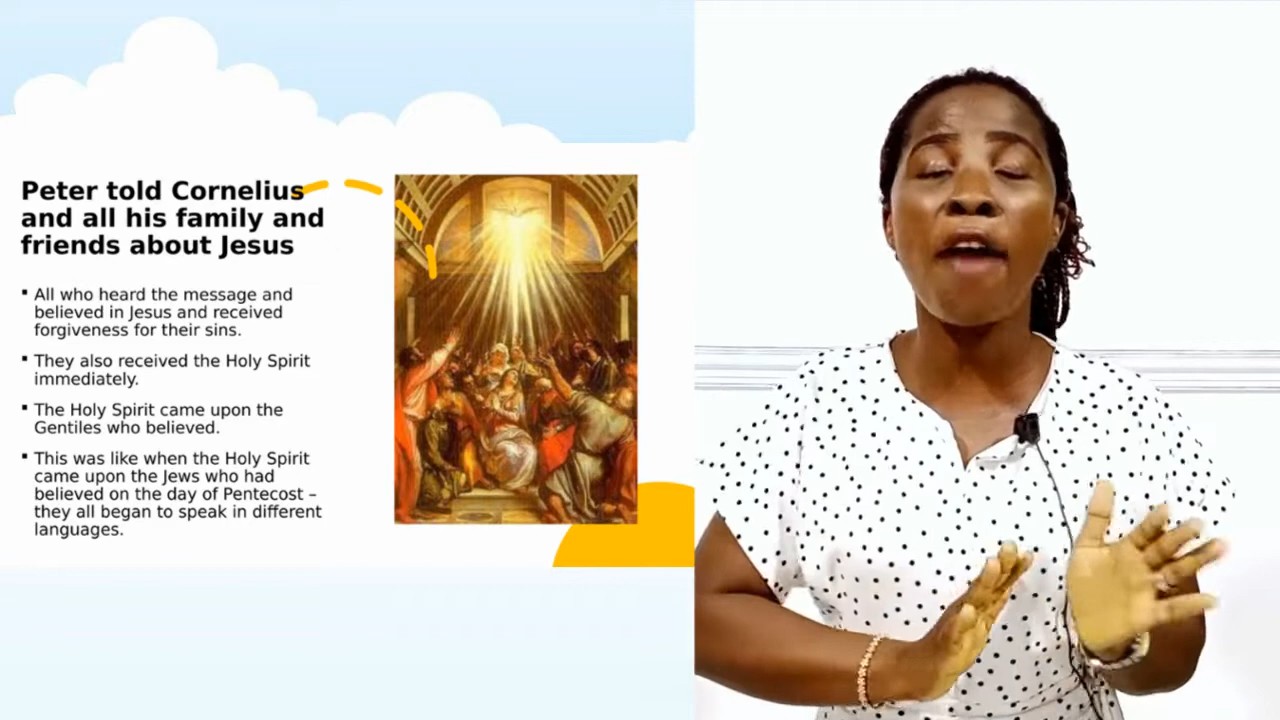 Peter told Cornelius
and all his family and
friends about Jesus
▪ All who heard the message and
believed in Jesus and received
forgiveness for their sins.
▪ They also received the Holy Spirit
immediately.
▪ The Holy Spirit came upon the
Gentiles who believed.
▪ This was like when the Holy Spirit
came upon the Jews who had
believed on the day of Pentecost –
they all began to speak in different
languages.